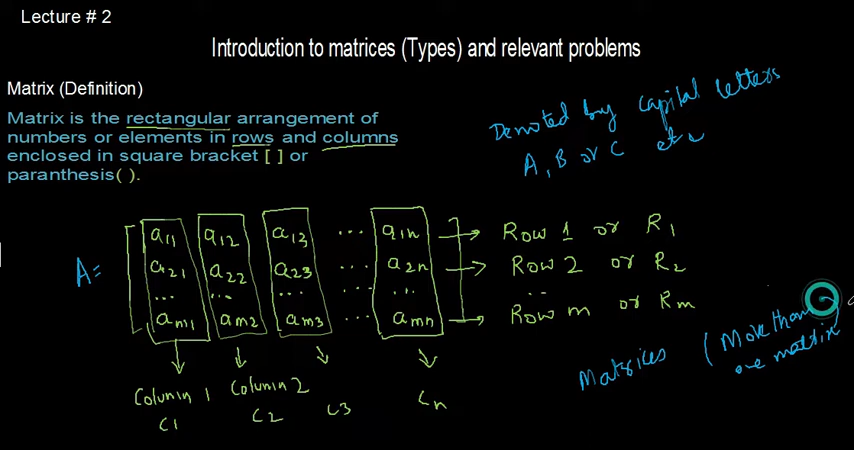 Lecture # 2
Introduction to matrices (Types) and relevant problems
Matrix (Definition)
Matrix is the rectangular arrangement of
numbers or elements in rows and columns
enclosed in square bracket [ ] or
paranthesis( ).
Denoted by capital letters
A, B or C etc
A= [ a11 a12 a13 ... a1n ] → Row 1 or R1
a21 a22 a23 ... a2n → Row 2 or R2
... ... ... ... ... ...
am1 am2 am3 ... amn → Row m or Rm
Column 1 Column 2
C1 C2 C3 Cn
Matrices (More than
one matrix